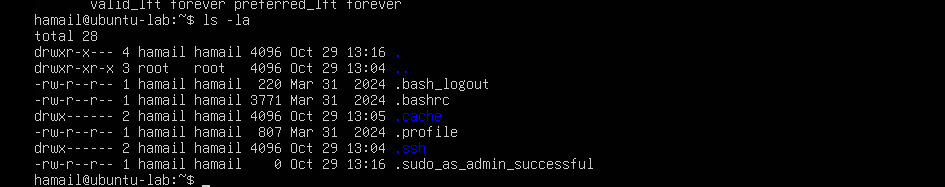 valid_lft forever preferred_lft forever
hamail@ubuntu-lab:~$ ls -la
total 28
drwxr-x--- 4 hamail hamail 4096 Oct 29 13:16 .
drwxr-xr-x 3 root   root   4096 Oct 29 13:04 ..
-rw-r--r-- 1 hamail hamail  220 Mar 31  2024 .bash_logout
-rw-r--r-- 1 hamail hamail 3771 Mar 31  2024 .bashrc
drwx------ 2 hamail hamail 4096 Oct 29 13:05 .cache
-rw-r--r-- 1 hamail hamail  807 Mar 31  2024 .profile
drwx------ 2 hamail hamail 4096 Oct 29 13:04 .ssh
-rw-r--r-- 1 hamail hamail    0 Oct 29 13:16 .sudo_as_admin_successful
hamail@ubuntu-lab:~$